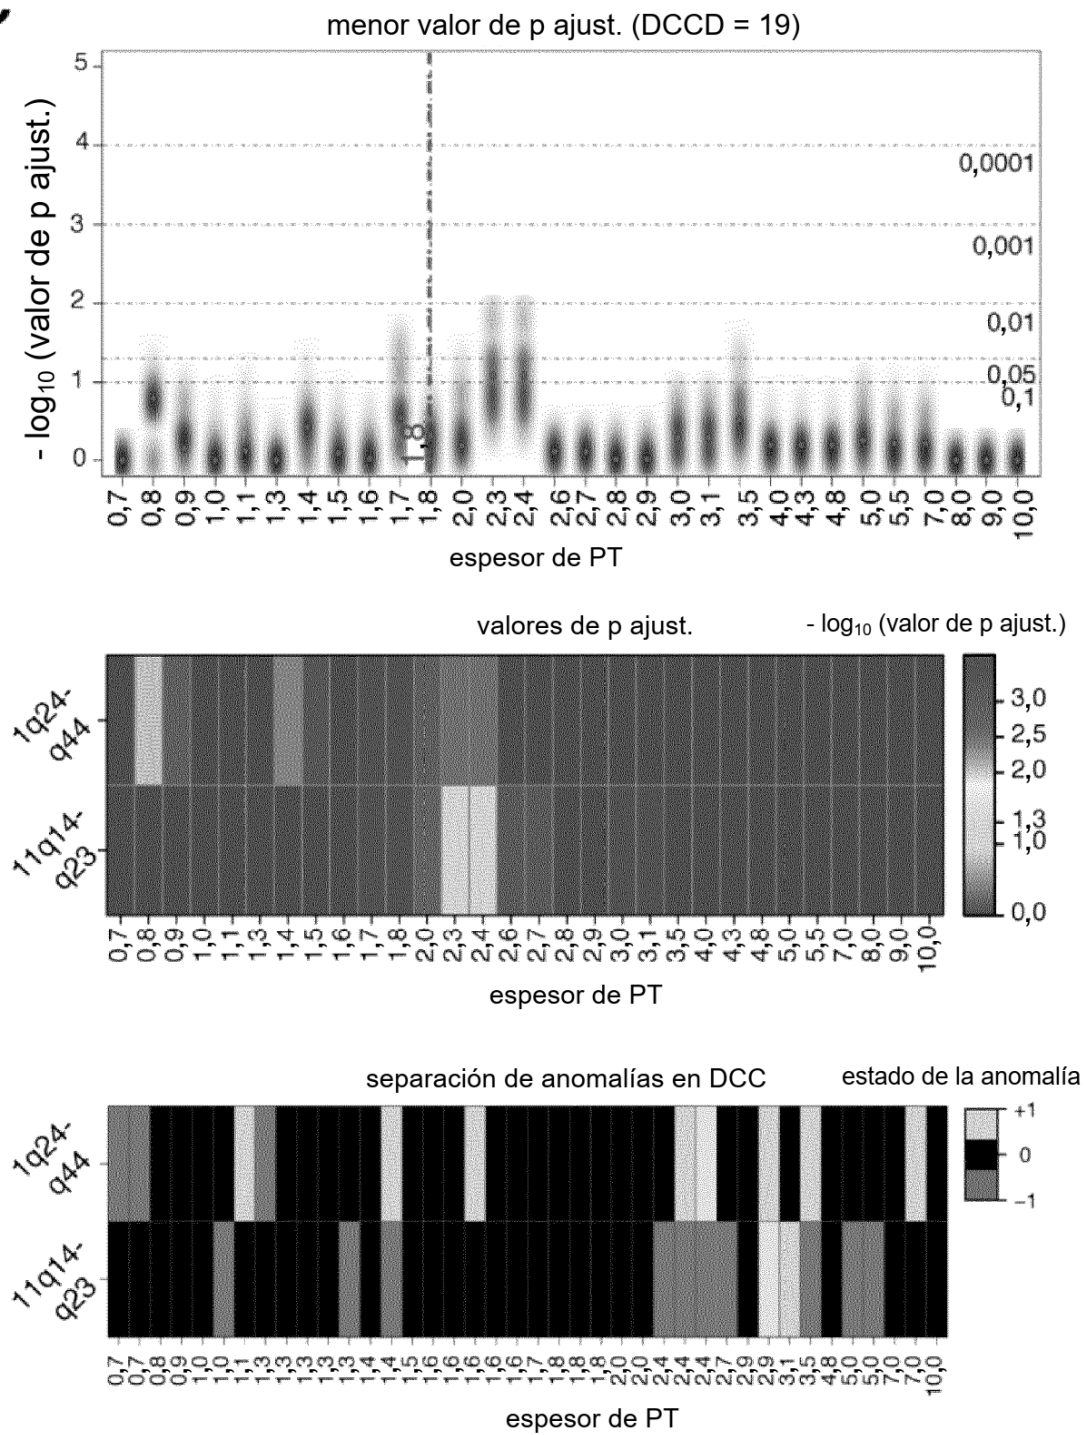 menor valor de p ajust. (DCCD = 19)
- log₁₀ (valor de p ajust.)
5
4
3
2
1
0
0,0001
0,001
0,01
0,05
0,1
1,8
0,7 0,8 0,9 1,0 1,1 1,3 1,4 1,5 1,6 1,7 1,8 2,0 2,3 2,4 2,6 2,7 2,8 2,9 3,0 3,1 3,5 4,0 4,3 4,8 5,0 5,5 7,0 8,0 9,0 10,0
espesor de PT
valores de p ajust.
- log₁₀ (valor de p ajust.)
1q24-
q44
11q14-
q23
3,0
2,5
2,0
1,3
1,0
0,0
0,7 0,8 0,9 1,0 1,1 1,3 1,4 1,5 1,6 1,7 1,8 2,0 2,3 2,4 2,6 2,7 2,8 2,9 3,0 3,1 3,5 4,0 4,3 4,8 5,0 5,5 7,0 8,0 9,0 10,0
espesor de PT
separación de anomalías en DCC
estado de la anomalía
1q24-
q44
11q14-
q23
+1
0
−1
0,7 0,7 0,8 0,9 1,0 1,0 1,1 1,3 1,3 1,3 1,3 1,3 1,4 1,4 1,5 1,6 1,6 1,6 1,6 1,6 1,7 1,8 1,8 1,8 2,0 2,0 2,4 2,4 2,4 2,7 2,9 2,9 3,1 3,5 4,8 5,0 5,0 7,0 7,0 10,0
espesor de PT